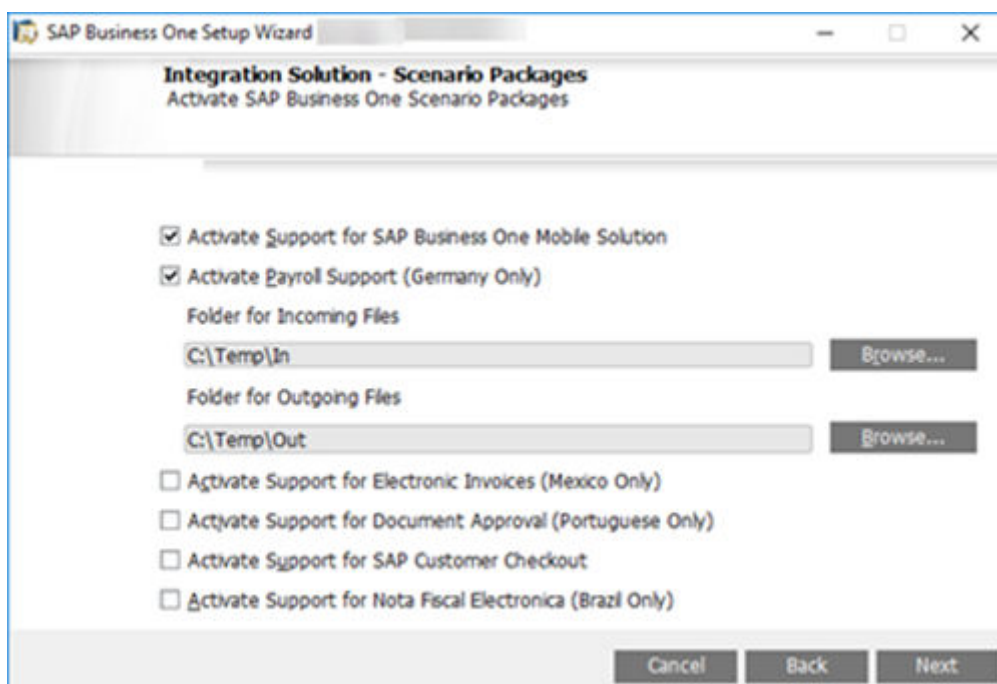 SAP Business One Setup Wizard
Integration Solution - Scenario Packages
Activate SAP Business One Scenario Packages
Activate Support for SAP Business One Mobile Solution
Activate Payroll Support (Germany Only)
Folder for Incoming Files
C:\Temp\In
Browse...
Folder for Outgoing Files
C:\Temp\Out
Browse...
Activate Support for Electronic Invoices (Mexico Only)
Activate Support for Document Approval (Portuguese Only)
Activate Support for SAP Customer Checkout
Activate Support for Nota Fiscal Electronica (Brazil Only)
Cancel Back Next